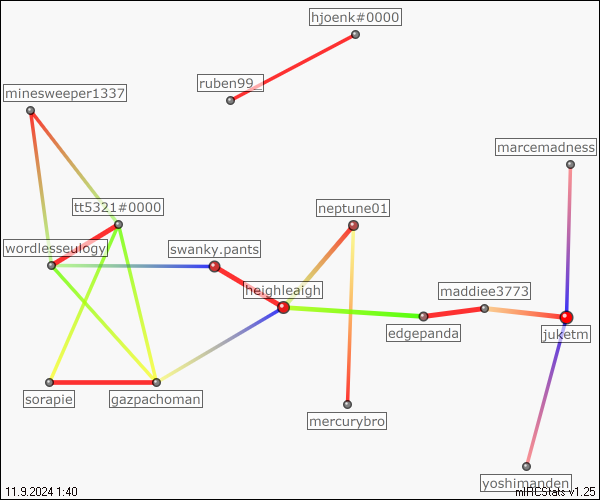 hjoenk#0000
ruben99_
minesweeper1337
marcemadness
tt5321#0000
neptune01
wordlesseulogy
swanky.pants
heighleaigh
maddiee3773
edgepanda
juketm
sorapie
gazpachoman
mercurybro
yoshimanden_
11.9.2024 1:40
mIRCStats v1.25